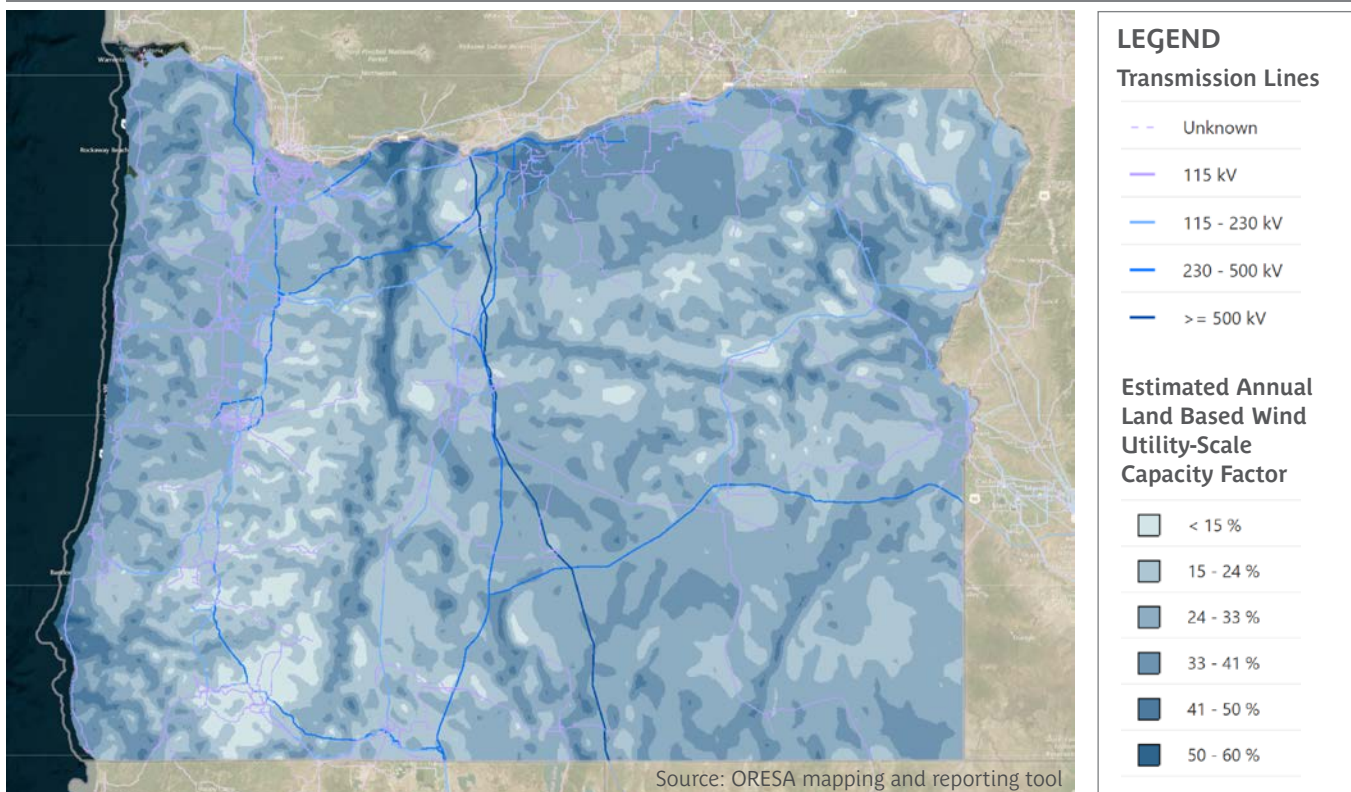 Warrento
Rockaway Beach
Bandon
Source: ORESA mapping and reporting tool
LEGEND
Transmission Lines
Unknown
115 kV
115 - 230 kV
230 - 500 kV
>= 500 kV
Estimated Annual
Land Based Wind
Utility-Scale
Capacity Factor
< 15 %
15 - 24 %
24 - 33 %
33 - 41 %
41 - 50 %
50 - 60 %